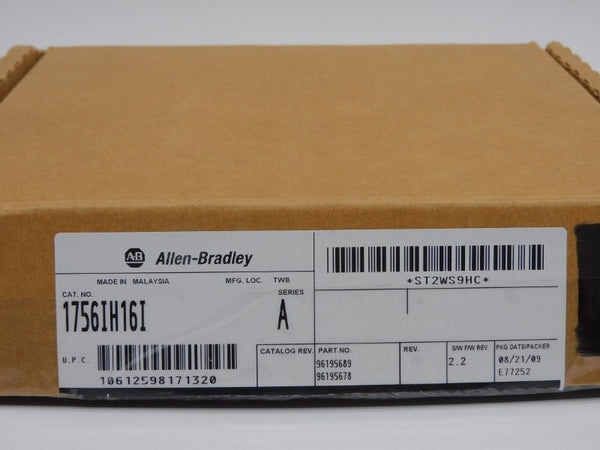 AB Allen-Bradley
MADE IN MALAYSIA MFG. LOC. TWB
CAT. NO. SERIES
1756IH16I A
U.P.C.
10612598171320
*ST2WS9HC*
CATALOG REV. PART NO. REV. S/W F/W REV. PKG DATE/PACKER
96195689 2.2 08/21/09
96195678 E77252